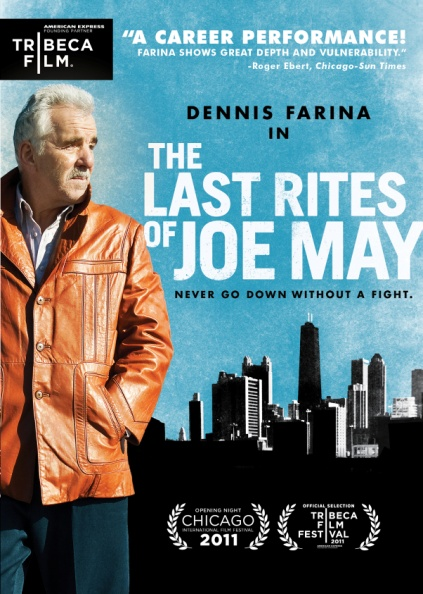 AMERICAN EXPRESS
FOUNDING PARTNER
TRIBECA
FILM.
"A CAREER PERFORMANCE!
FARINA SHOWS GREAT DEPTH AND VULNERABILITY."
-Roger Ebert, Chicago-Sun Times
DENNIS FARINA
IN
THE
LAST RITES
OF JOE MAY
NEVER GO DOWN WITHOUT A FIGHT.
OPENING NIGHT
CHICAGO
INTERNATIONAL FILM FESTIVAL
2011
OFFICIAL SELECTION
TRIBECA
FILM
FESTIVAL
2011
AMERICAN EXPRESS